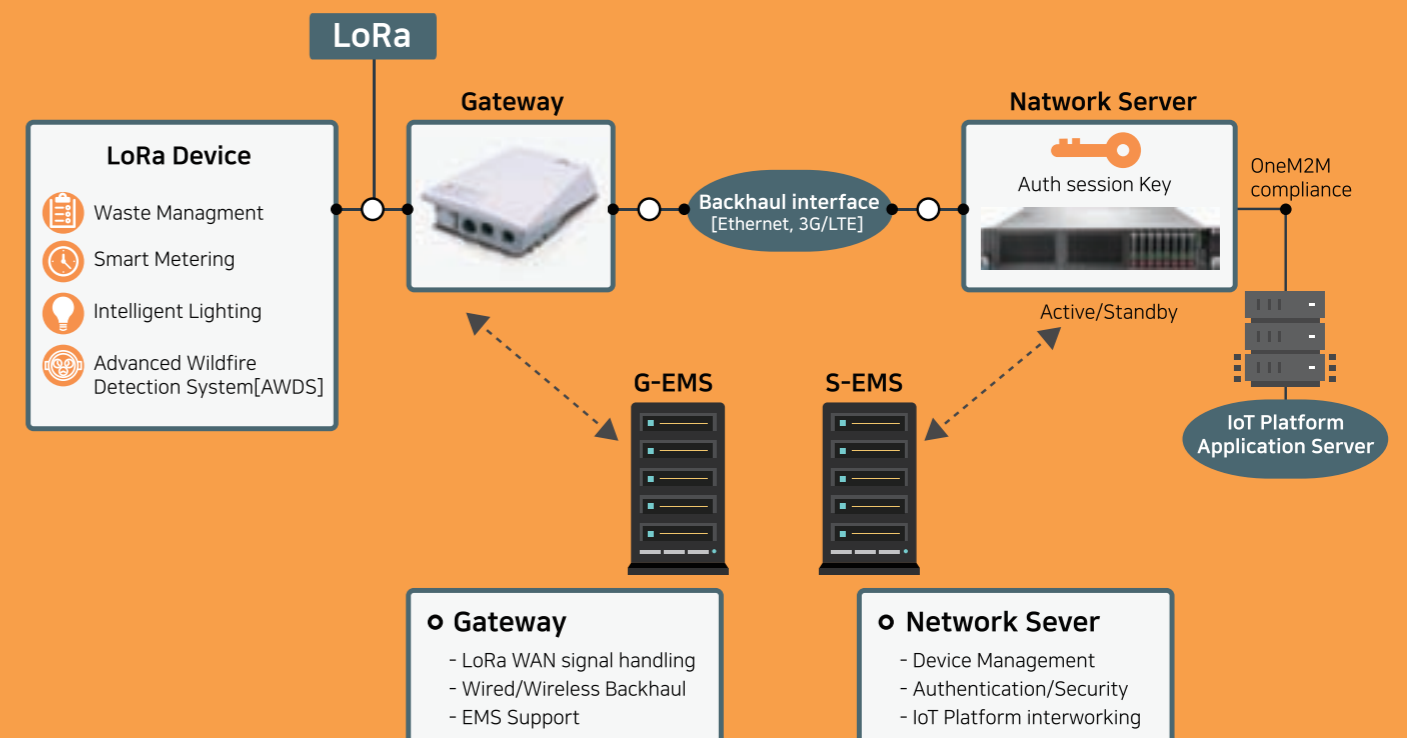 LoRa
Gateway
Natwork Server
LoRa Device
Waste Managment
Smart Metering
Intelligent Lighting
Advanced Wildfire
Detection System[AWDS]
Backhaul interface
[Ethernet, 3G/LTE]
Auth session Key
OneM2M
compliance
Active/Standby
G-EMS
S-EMS
IoT Platform
Application Server
Gateway
- LoRa WAN signal handling
- Wired/Wireless Backhaul
- EMS Support
Network Sever
- Device Management
- Authentication/Security
- IoT Platform interworking